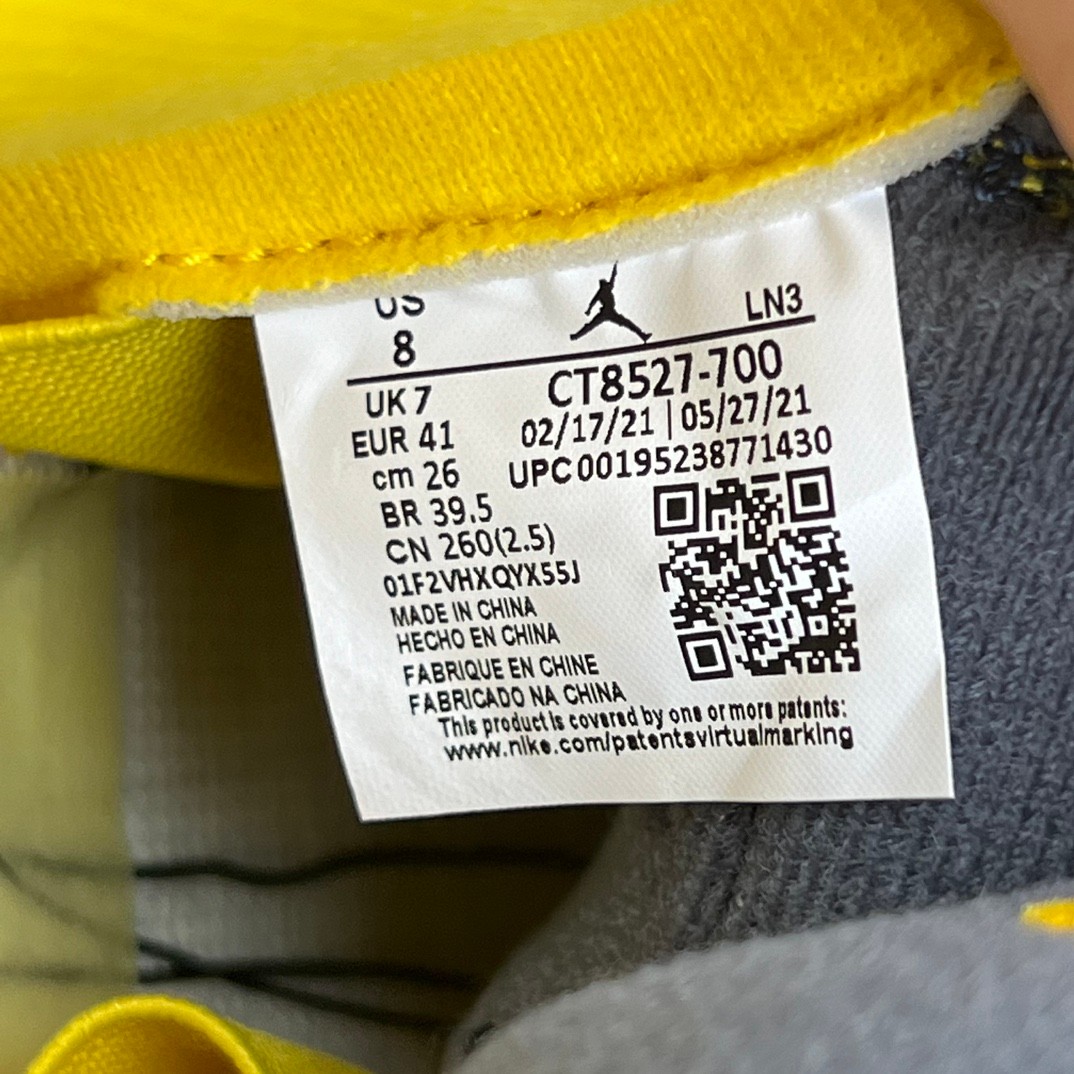 US
8
LN3
UK 7
EUR 41
cm 26
BR 39.5
CN 260(2.5)
CT8527-700
02/17/21 | 05/27/21
UPC00195238771430
01F2VHXQYX55J
MADE IN CHINA
HECHO EN CHINA
FABRIQUE EN CHINE
FABRICADO NA CHINA
This product is covered by one or more patents:
www.nike.com/patentsvirtualmarking